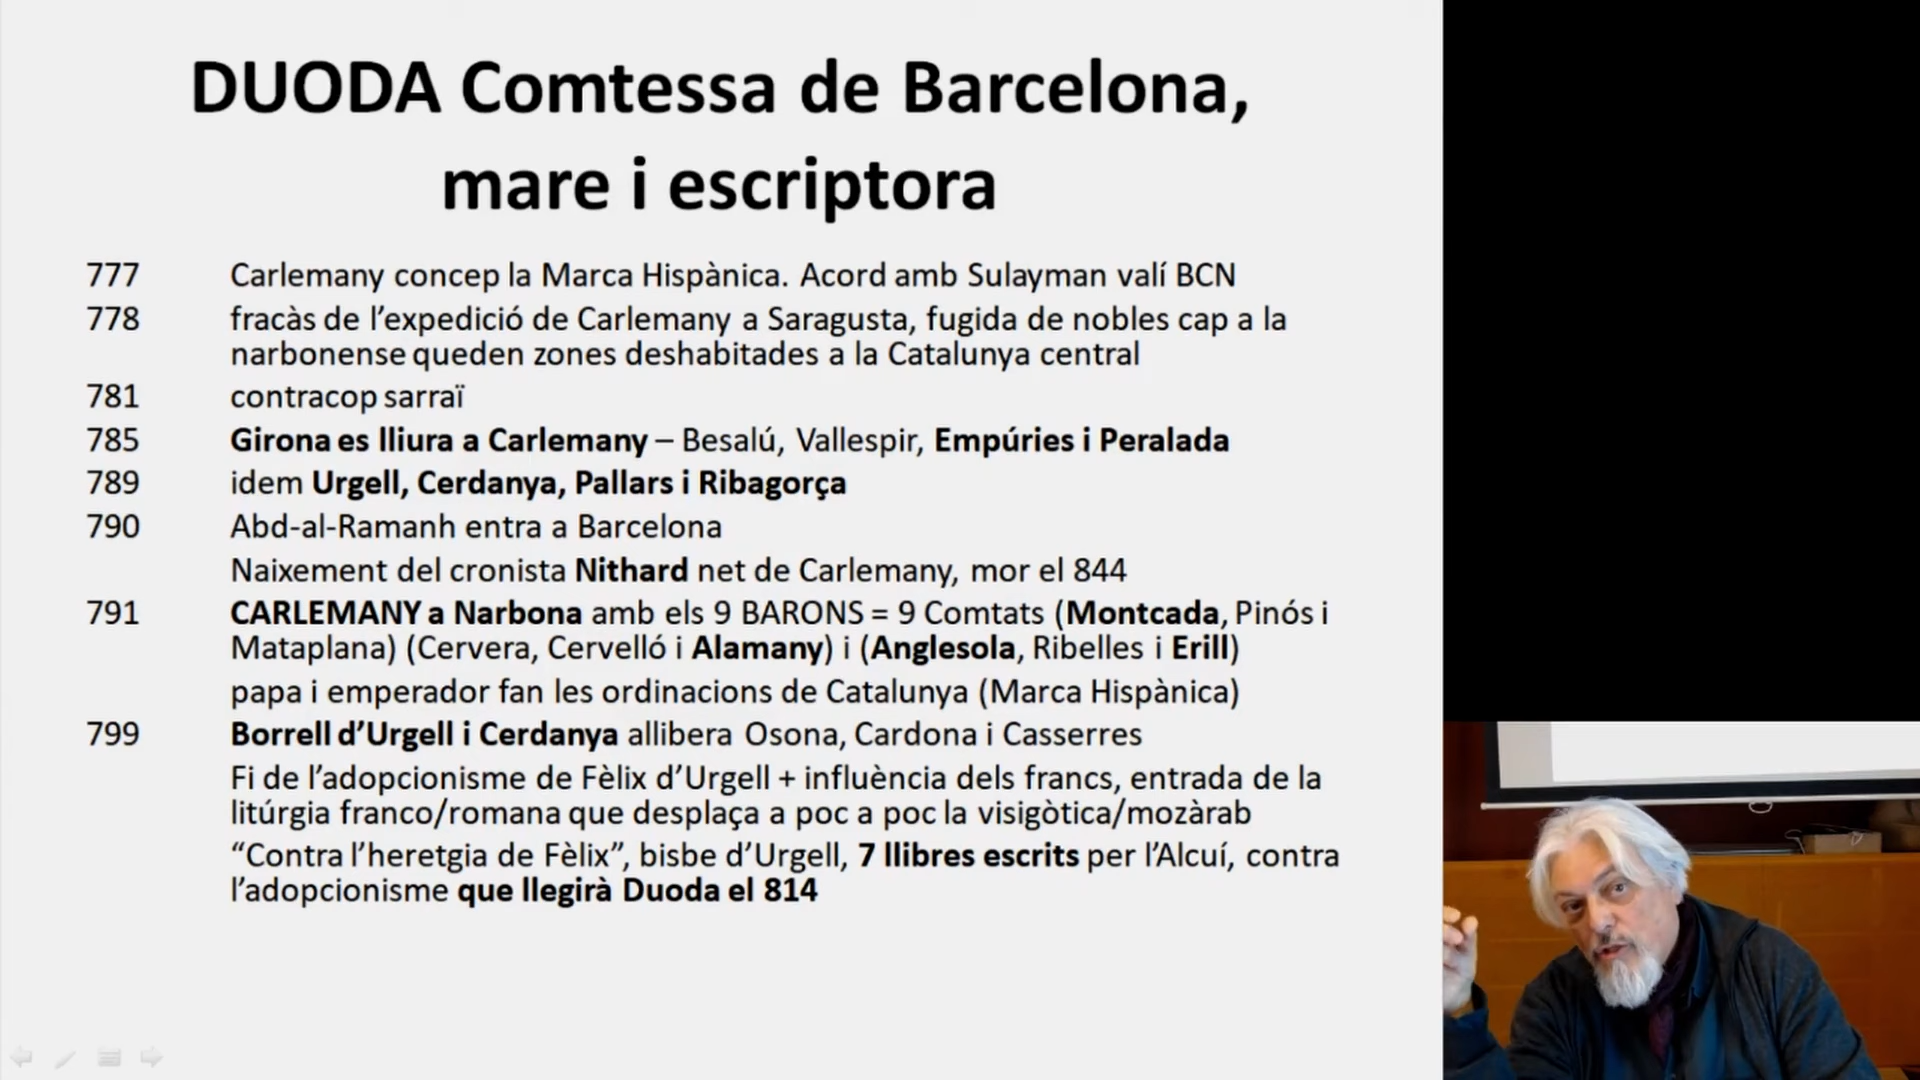 DUODA Comtessa de Barcelona,
mare i escriptora
777 Carlemany concep la Marca Hispànica. Acord amb Sulayman valí BCN
778 fracàs de l’expedició de Carlemany a Saragusta, fugida de nobles cap a la
narbonense queden zones deshabitades a la Catalunya central
781 contracop sarraï
785 Girona es lliura a Carlemany – Besalú, Vallespir, Empúries i Peralada
789 idem Urgell, Cerdanya, Pallars i Ribagorça
790 Abd-al-Ramanh entra a Barcelona
Naixement del cronista Nithard net de Carlemany, mor el 844
791 CARLEMANY a Narbona amb els 9 BARONS = 9 Comtats (Montcada, Pinós i
Mataplana) (Cervera, Cervelló i Alamany) i (Anglesola, Ribelles i Erill)
papa i emperador fan les ordinacions de Catalunya (Marca Hispànica)
799 Borrell d’Urgell i Cerdanya allibera Osona, Cardona i Casserres
Fi de l’adopcionisme de Fèlix d’Urgell + influència dels francs, entrada de la
litúrgia franco/romana que desplaça a poc a poc la visigòtica/mozàrab
“Contra l’heretgia de Fèlix”, bisbe d’Urgell, 7 llibres escrits per l’Alcuí, contra
l’adopcionisme que llegirà Duoda el 814